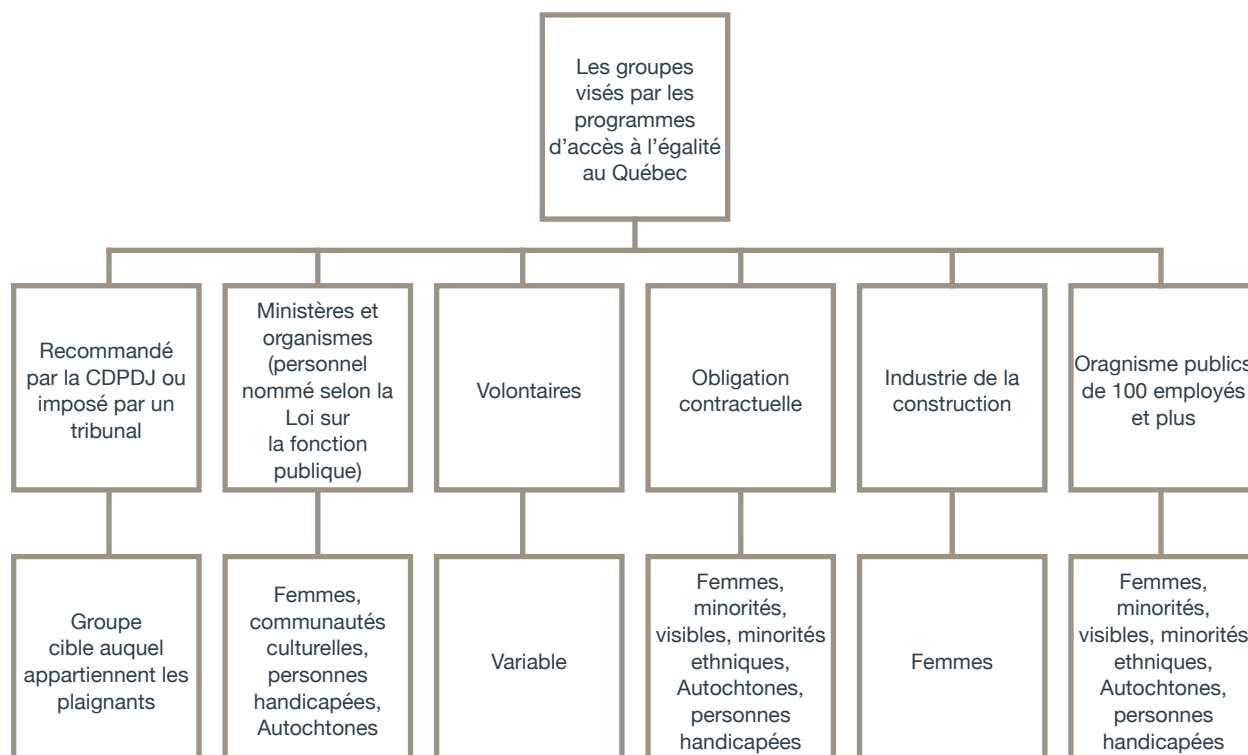 Les groupes
visés par les
programmes
d'accès à l'égalité
au Québec
Recommandé
par la CDPDJ ou
imposé par un
tribunal
Ministères et
organismes
(personnel
nommé selon la
Loi sur
la fonction
publique)
Volontaires
Obligation
contractuelle
Industrie de la
construction
Oragnisme publics
de 100 employés
et plus
Groupe
cible auquel
appartiennent les
plaignants
Femmes,
communautés
culturelles,
personnes
handicapées,
Autochtones
Variable
Femmes,
minorités,
visibles, minorités
ethniques,
Autochtones,
personnes
handicapées
Femmes
Femmes,
minorités,
visibles, minorités
ethniques,
Autochtones,
personnes
handicapées